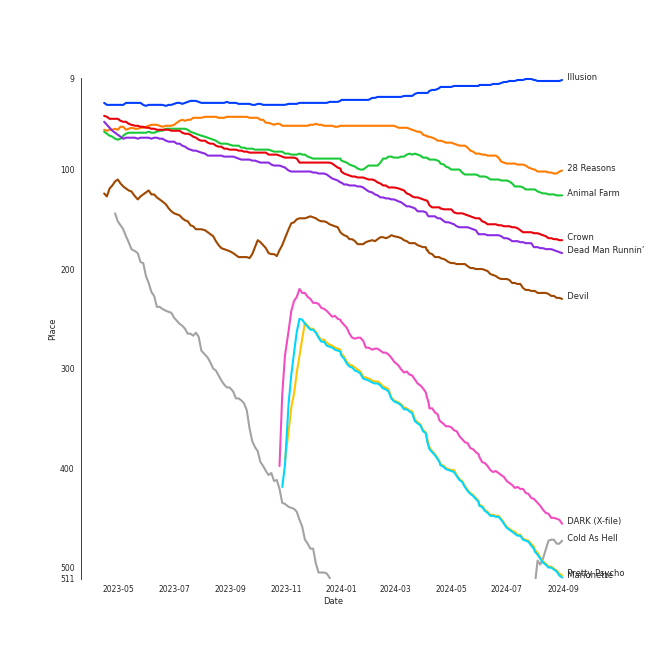 9
Illusion
100
28 Reasons
Animal Farm
Crown
Dead Man Runnin'
200
Devil
Place
300
400
DARK (X-file)
Cold As Hell
500
Pretty Psycho
Marionette
511
2023-05 2023-07 2023-09 2023-11 2024-01 2024-03 2024-05 2024-07 2024-09
Date